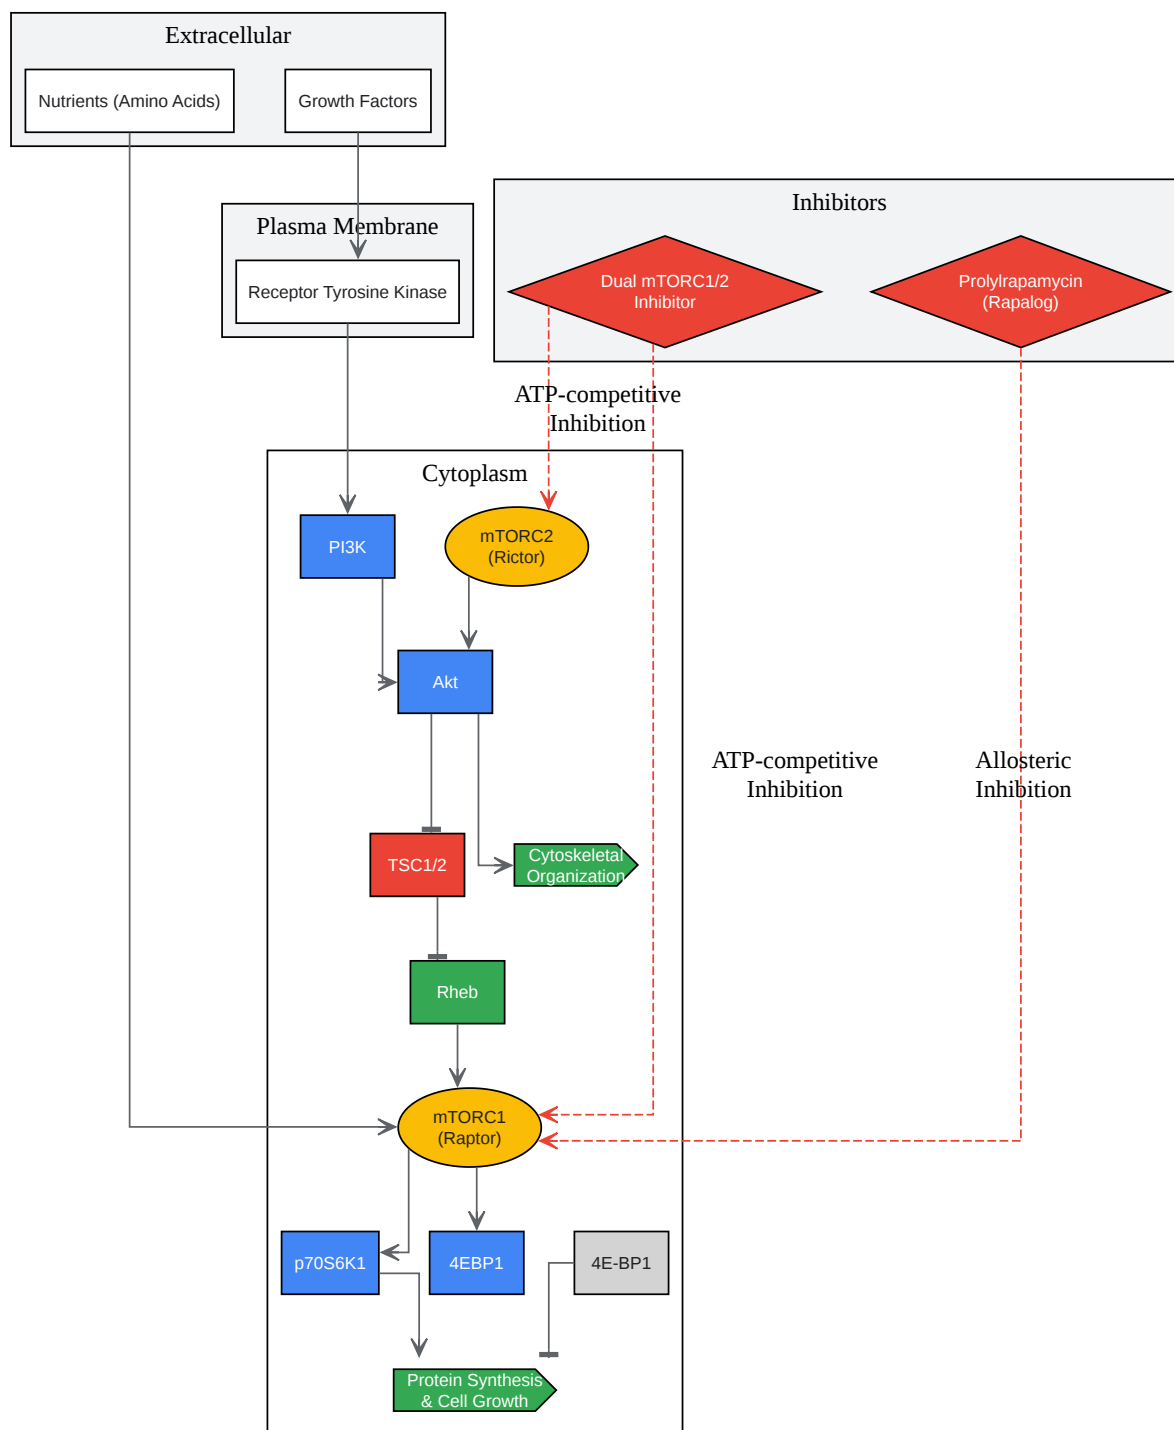 Extracellular
Nutrients (Amino Acids)
Growth Factors
Plasma Membrane
Receptor Tyrosine Kinase
Inhibitors
Dual mTORC1/2
Inhibitor
Prolylrapamycin
(Rapalog)
ATP-competitive
Inhibition
Cytoplasm
PI3K
mTORC2
(Rictor)
Akt
ATP-competitive
Inhibition
Allosteric
Inhibition
TSC1/2
Cytoskeletal
Organization
Rheb
mTORC1
(Raptor)
p70S6K1
4EBP1
4E-BP1
Protein Synthesis
& Cell Growth